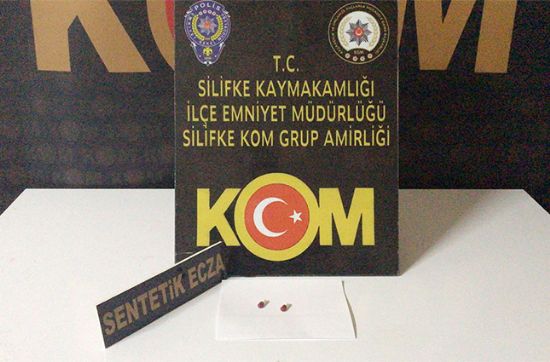 KOM
POLİS
T.C.
SİLİFKE KAYMAKAMLIĞI
İLÇE EMNİYET MÜDÜRLÜĞÜ
SİLİFKE KOM GRUP AMİRLİĞİ
KOM
SENTETİK ECZA